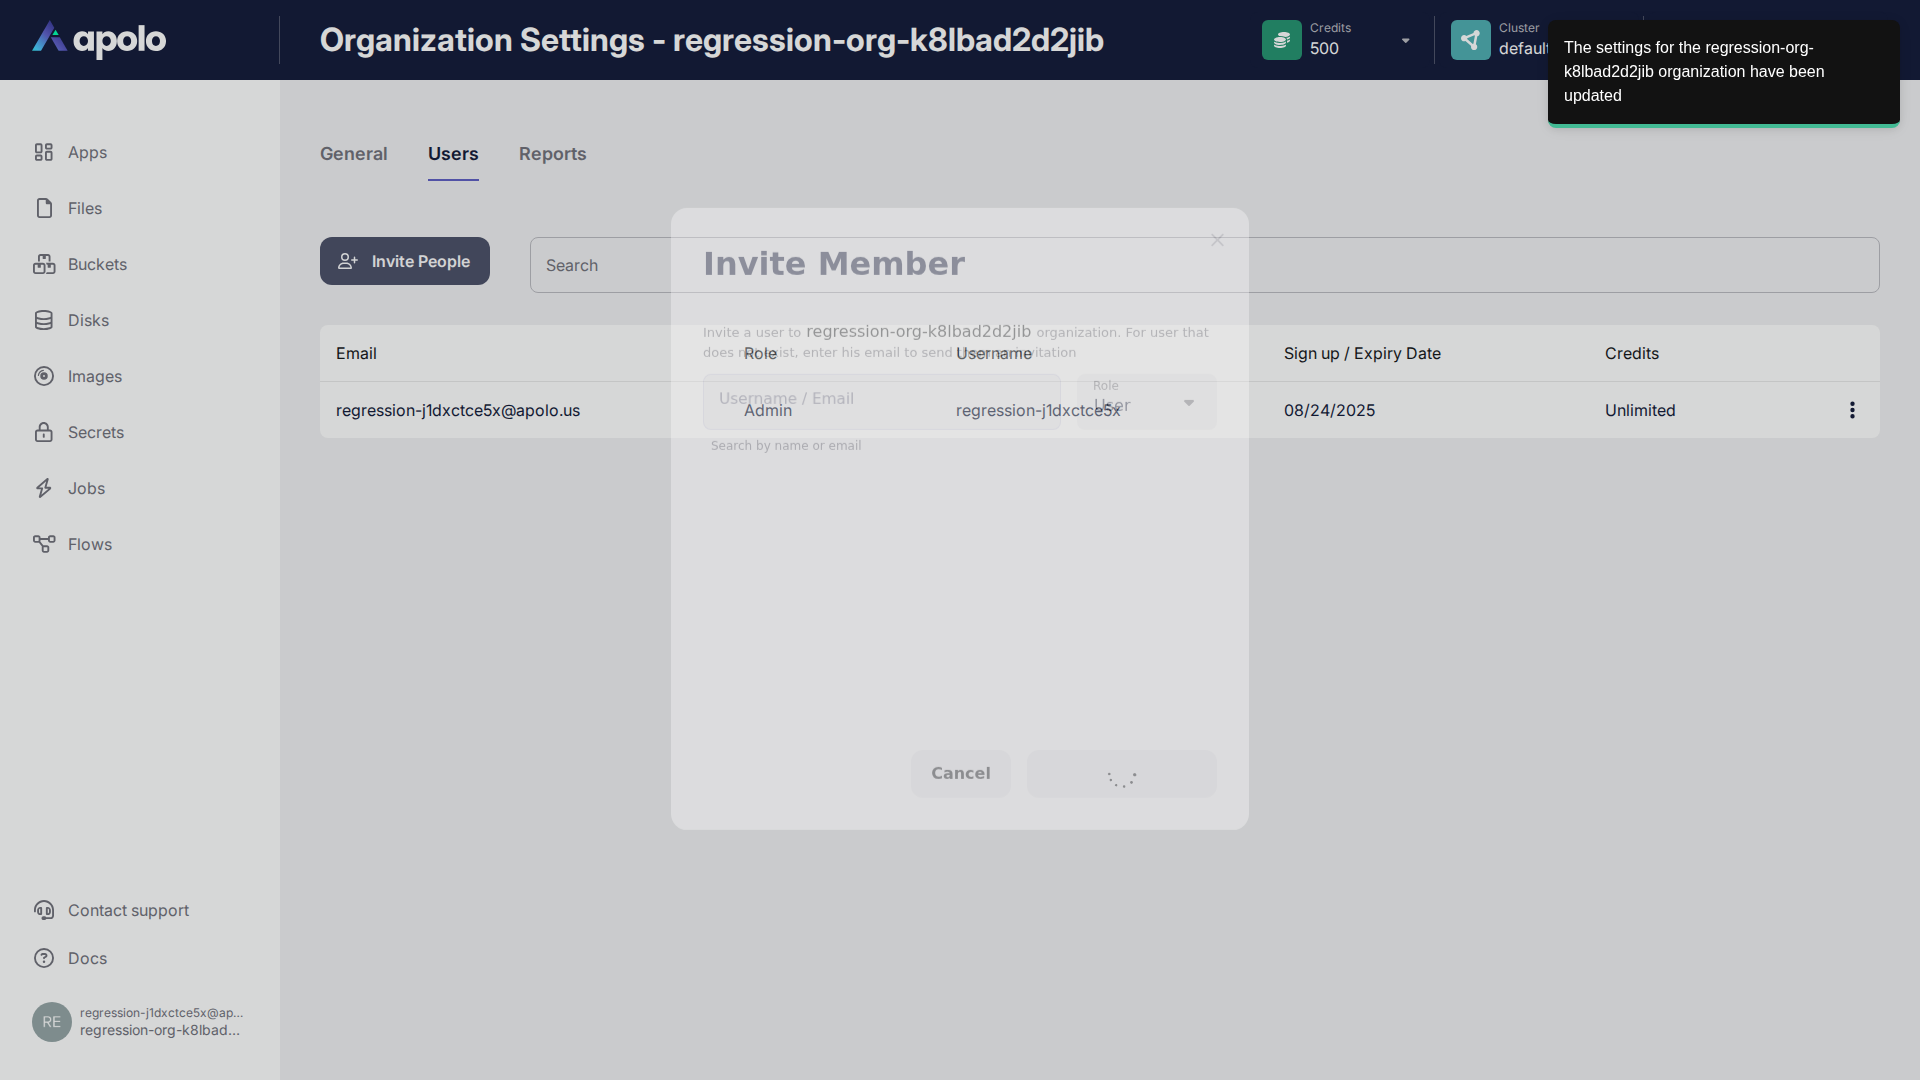 apolo
Organization Settings - regression-org-k8lbad2d2jib
Credits
500
Cluster
default
The settings for the regression-org-
k8lbad2d2jib organization have been
updated
Apps
Files
Buckets
Disks
Images
Secrets
Jobs
Flows
Contact support
Docs
RE
regression-j1dxctce5x@ap...
regression-org-k8lbad...
General
Users
Reports
Invite People
Search
Email
Role
Username
Sign up / Expiry Date
Credits
regression-j1dxctce5x@apolo.us
Admin
regression-j1dxctce5x
08/24/2025
Unlimited
Invite Member
Invite a user to regression-org-k8lbad2d2jib organization. For user that
does not exist, enter his email to send invitation
Username / Email
Role
User
Search by name or email
Cancel